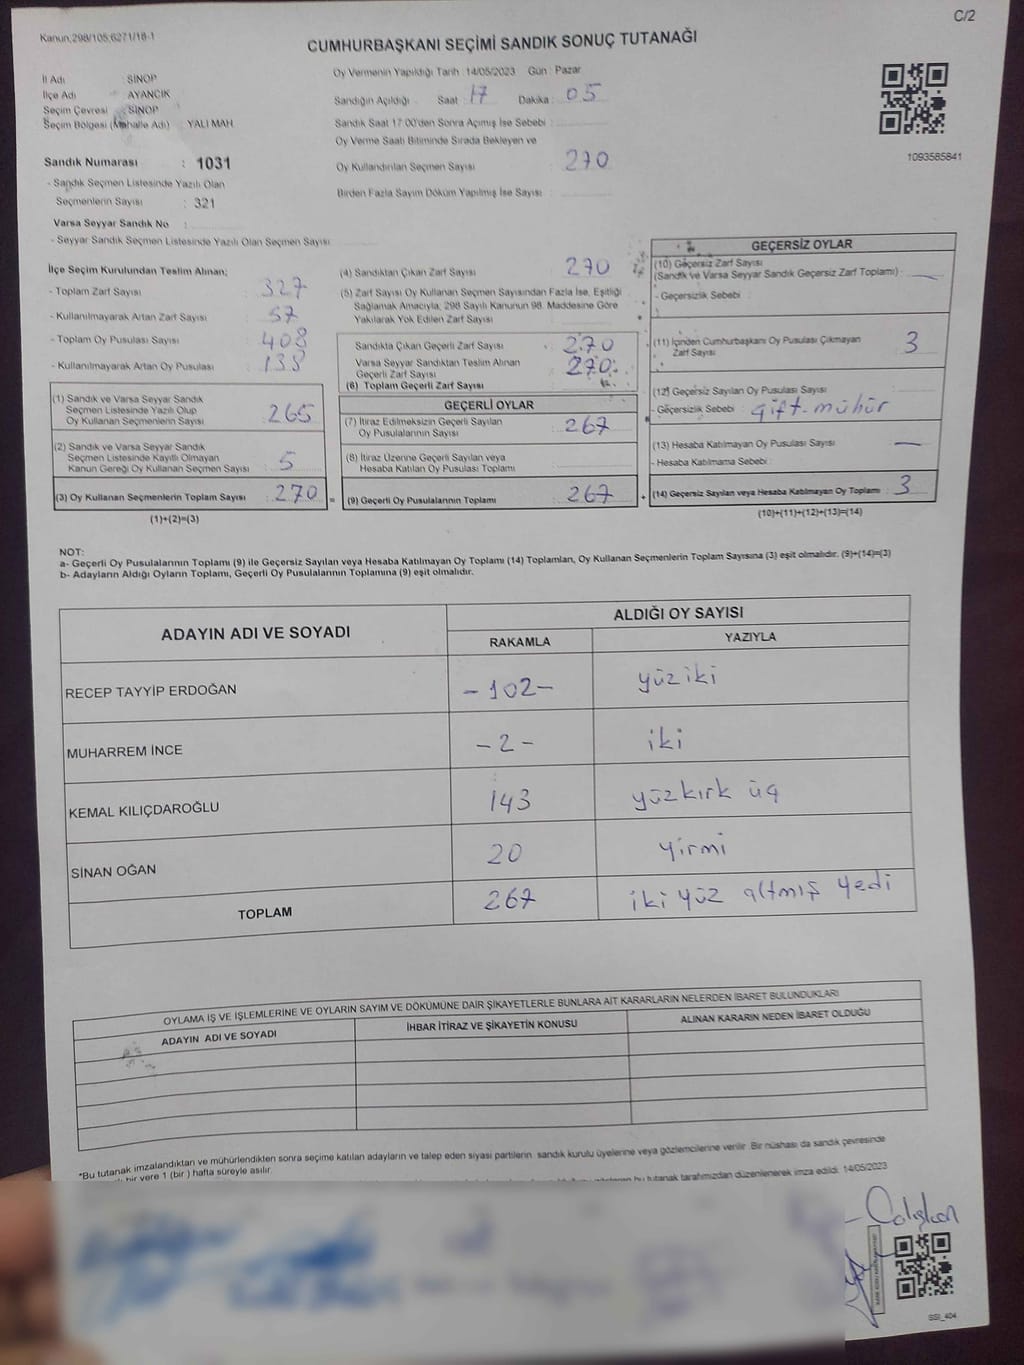 C/2
Kanun;298/105;6271/18-1
CUMHURBAŞKANI SEÇİMİ SANDIK SONUÇ TUTANAĞI
İl Adı : SİNOP
İlçe Adı : AYANCIK
Seçim Çevresi : SİNOP
Seçim Bölgesi (Mahalle Adı) : YALI MAH.
Sandık Numarası : 1031
- Sandık Seçmen Listesinde Yazılı Olan
Seçmenlerin Sayısı : 321
Varsa Seyyar Sandık No :
- Seyyar Sandık Seçmen Listesinde Yazılı Olan Seçmen Sayısı
Oy Vermenin Yapıldığı Tarih : 14/05/2023 Gün : Pazar
Sandığın Açıldığı Saat : 17 Dakika : 05
Sandık Saat 17:00'den Sonra Açılmış İse Sebebi :
Oy Verme Saati Bitiminde Sırada Bekleyen ve
Oy Kullandırılan Seçmen Sayısı : 270
Birden Fazla Sayım Döküm Yapılmış İse Sayısı :
1093585841
İlçe Seçim Kurulundan Teslim Alınan;
- Toplam Zarf Sayısı : 327
- Kullanılmayarak Artan Zarf Sayısı : 57
- Toplam Oy Pusulası Sayısı : 408
- Kullanılmayarak Artan Oy Pusulası : 138
(1) Sandık ve Varsa Seyyar Sandık
Seçmen Listesinde Yazılı Olup
Oy Kullanan Seçmenlerin Sayısı : 265
(2) Sandık ve Varsa Seyyar Sandık
Seçmen Listesinde Kayıtlı Olmayan
Kanun Gereği Oy Kullanan Seçmen Sayısı : 5
(3) Oy Kullanan Seçmenlerin Toplam Sayısı : 270
(1)+(2)=(3)
(4) Sandıktan Çıkan Zarf Sayısı : 270
(5) Zarf Sayısı Oy Kullanan Seçmen Sayısından Fazla İse, Eşitliği
Sağlamak Amacıyla, 298 Sayılı Kanunun 98. Maddesine Göre
Yakılarak Yok Edilen Zarf Sayısı :
Sandıkta Çıkan Geçerli Zarf Sayısı : 270
Varsa Seyyar Sandıktan Teslim Alınan
Geçerli Zarf Sayısı : 270
(6) Toplam Geçerli Zarf Sayısı :
GEÇERLİ OYLAR
(7) İtiraz Edilmeksizin Geçerli Sayılan
Oy Pusulalarının Sayısı : 267
(8) İtiraz Üzerine Geçerli Sayılan veya
Hesaba Katılan Oy Pusulası Toplamı :
= (9) Geçerli Oy Pusulalarının Toplamı : 267
GEÇERSİZ OYLAR
(10) Geçersiz Zarf Sayısı
(Sandık ve Varsa Seyyar Sandık Geçersiz Zarf Toplamı) : —
- Geçersizlik Sebebi :
(11) İçinden Cumhurbaşkanı Oy Pusulası Çıkmayan
Zarf Sayısı : 3
(12) Geçersiz Sayılan Oy Pusulası Sayısı :
- Geçersizlik Sebebi : çift-mühür
(13) Hesaba Katılmayan Oy Pusulası Sayısı : —
- Hesaba Katılmama Sebebi :
+ (14) Geçersiz Sayılan veya Hesaba Katılmayan Oy Toplamı : 3
(10)+(11)+(12)+(13)=(14)
NOT:
a- Geçerli Oy Pusulalarının Toplamı (9) ile Geçersiz Sayılan veya Hesaba Katılmayan Oy Toplamı (14) Toplamları, Oy Kullanan Seçmenlerin Toplam Sayısına (3) eşit olmalıdır. (9)+(14)=(3)
b- Adayların Aldığı Oyların Toplamı, Geçerli Oy Pusulalarının Toplamına (9) eşit olmalıdır.
ADAYIN ADI VE SOYADI ALDIĞI OY SAYISI
RAKAMLA YAZIYLA
RECEP TAYYİP ERDOĞAN -102- yüziki
MUHARREM İNCE -2- iki
KEMAL KILIÇDAROĞLU 143 yüzkırk üç
SİNAN OĞAN 20 yirmi
TOPLAM 267 iki yüz altmış yedi
OYLAMA İŞ VE İŞLEMLERİNE VE OYLARIN SAYIM VE DÖKÜMÜNE DAİR ŞİKAYETLERLE BUNLARA AİT KARARLARIN NELERDEN İBARET BULUNDUKLARI
ADAYIN ADI VE SOYADI İHBAR İTİRAZ VE ŞİKAYETİN KONUSU ALINAN KARARIN NEDEN İBARET OLDUĞU
*Bu tutanak imzalandıktan ve mühürlendikten sonra seçime katılan adayların ve talep eden siyasi partilerin sandık kurulu üyelerine veya gözlemcilerine verilir. Bir nüshası da sandık çevresinde
bir yere 1 (bir) hafta süreyle asılır.
bu tutanak tarafımızdan düzenlenerek imza edildi. 14/05/2023
Çalışkan
SSI_404